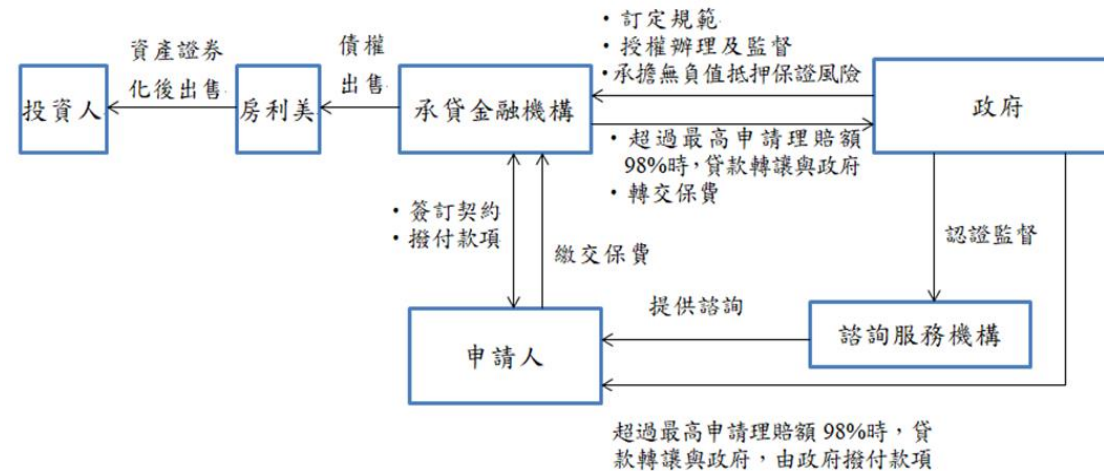 ・訂定規範
・授權辦理及監督
・承擔無負值抵押保證風險
資產證券
化後出售
債權
出售
投資人
房利美
承貸金融機構
政府
・超過最高申請理賠額
98%時，貸款轉讓與政府
・轉交保費
・簽訂契約
・撥付款項
繳交保費
認證監督
提供諮詢
申請人
諮詢服務機構
超過最高申請理賠額 98%時，貸
款轉讓與政府，由政府撥付款項